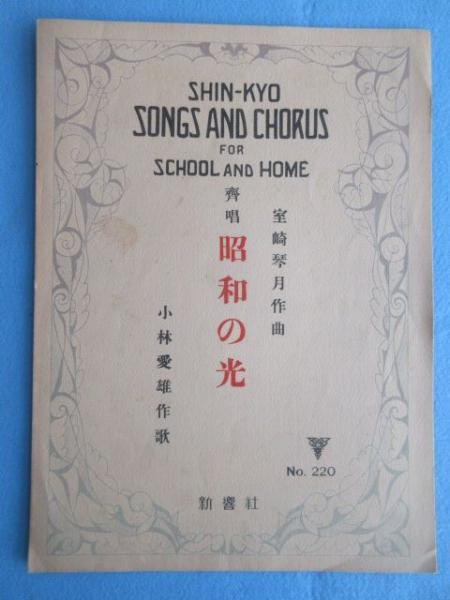 SHIN-KYO
SONGS AND CHORUS
FOR
SCHOOL AND HOME
室崎琴月作曲
齊唱
昭和の光
小林愛雄作歌
No. 220
新響社